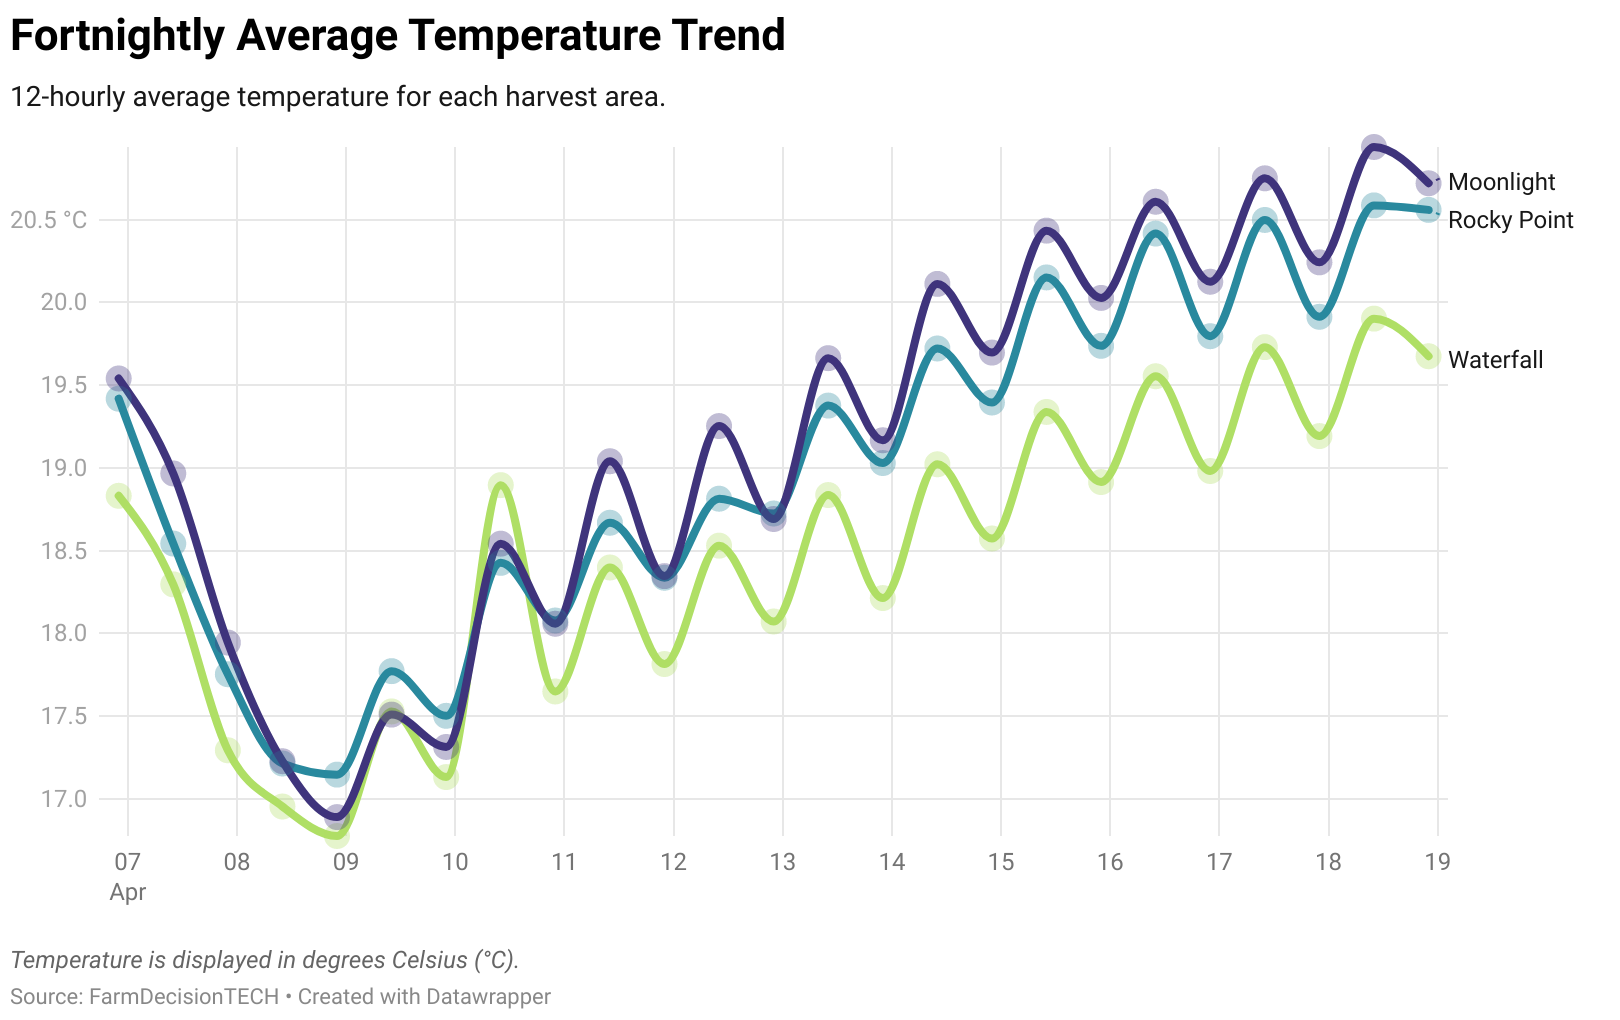 Fortnightly Average Temperature Trend
12-hourly average temperature for each harvest area.
Moonlight
20.5 °C
Rocky Point
20.0
19.5
Waterfall
19.0
18.5
18.0
17.5
17.0
07 08 09 10 11 12 13 14 15 16 17 18 19
Apr
Temperature is displayed in degrees Celsius (°C).
Source: FarmDecisionTECH • Created with Datawrapper